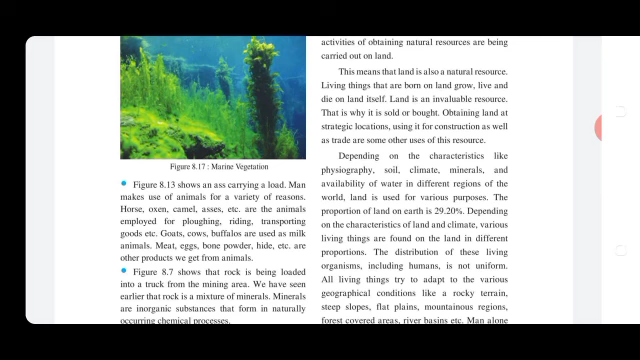 Figure 8.17 : Marine Vegetation
Figure 8.13 shows an ass carrying a load. Man
makes use of animals for a variety of reasons.
Horse, oxen, camel, asses, etc. are the animals
employed for ploughing, riding, transporting
goods etc. Goats, cows, buffalos are used as milk
animals. Meat, eggs, bone powder, hide, etc. are
other products we get from animals.
Figure 8.7 shows that rock is being loaded
into a truck from the mining area. We have seen
earlier that rock is a mixture of minerals. Minerals
are inorganic substances that form in naturally
occurring chemical processes.
activities of obtaining natural resources are being
carried out on land.
This means that land is also a natural resource.
Living things that are born on land grow, live and
die on land itself. Land is an invaluable resource.
That is why it is sold or bought. Obtaining land at
strategic locations, using it for construction as well
as trade are some other uses of this resource.
Depending on the characteristics like
physiography, soil, climate, minerals, and
availability of water in different regions of the
world, land is used for various purposes. The
proportion of land on earth is 29.20%. Depending
on the characteristics of land and climate, various
living things are found on the land in different
proportions. The distribution of these living
organisms, including humans, is not uniform.
All living things try to adapt to the various
geographical conditions like a rocky terrain,
steep slopes, flat plains, mountainous regions,
forest covered areas, river basins etc. Man alone